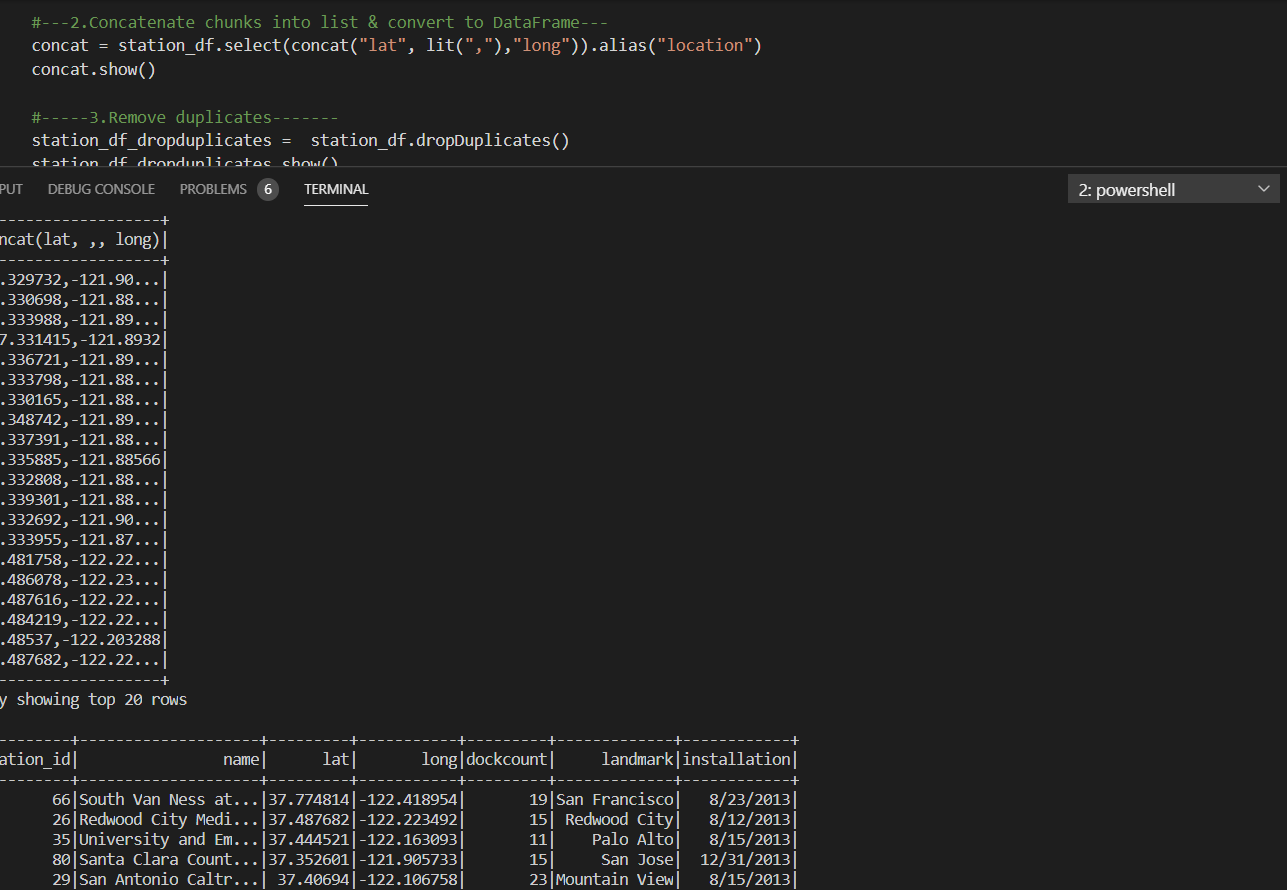 #---2.Concatenate chunks into list & convert to DataFrame---
concat = station_df.select(concat("lat", lit(","),"long")).alias("location")
concat.show()
#-----3.Remove duplicates-------
station_df_dropduplicates =  station_df.dropDuplicates()
station_df_dropduplicates.show()
PUT DEBUG CONSOLE PROBLEMS 6 TERMINAL 2: powershell
------------------+
ncat(lat, ,, long)|
------------------+
.329732,-121.90...|
.330698,-121.88...|
.333988,-121.89...|
7.331415,-121.8932|
.336721,-121.89...|
.333798,-121.88...|
.330165,-121.88...|
.348742,-121.89...|
.337391,-121.88...|
.335885,-121.88566|
.332808,-121.88...|
.339301,-121.88...|
.332692,-121.90...|
.333955,-121.87...|
.481758,-122.22...|
.486078,-122.23...|
.487616,-122.22...|
.484219,-122.22...|
.48537,-122.203288|
.487682,-122.22...|
------------------+
y showing top 20 rows
--------+--------------------+---------+-----------+---------+-------------+------------+
ation_id|                name|      lat|       long|dockcount|     landmark|installation|
--------+--------------------+---------+-----------+---------+-------------+------------+
      66|South Van Ness at...|37.774814|-122.418954|       19|San Francisco|   8/23/2013|
      26|Redwood City Medi...|37.487682|-122.223492|       15| Redwood City|   8/12/2013|
      35|University and Em...|37.444521|-122.163093|       11|    Palo Alto|   8/15/2013|
      80|Santa Clara Count...|37.352601|-121.905733|       15|     San Jose|  12/31/2013|
      29|San Antonio Caltr...| 37.40694|-122.106758|       23|Mountain View|   8/15/2013|